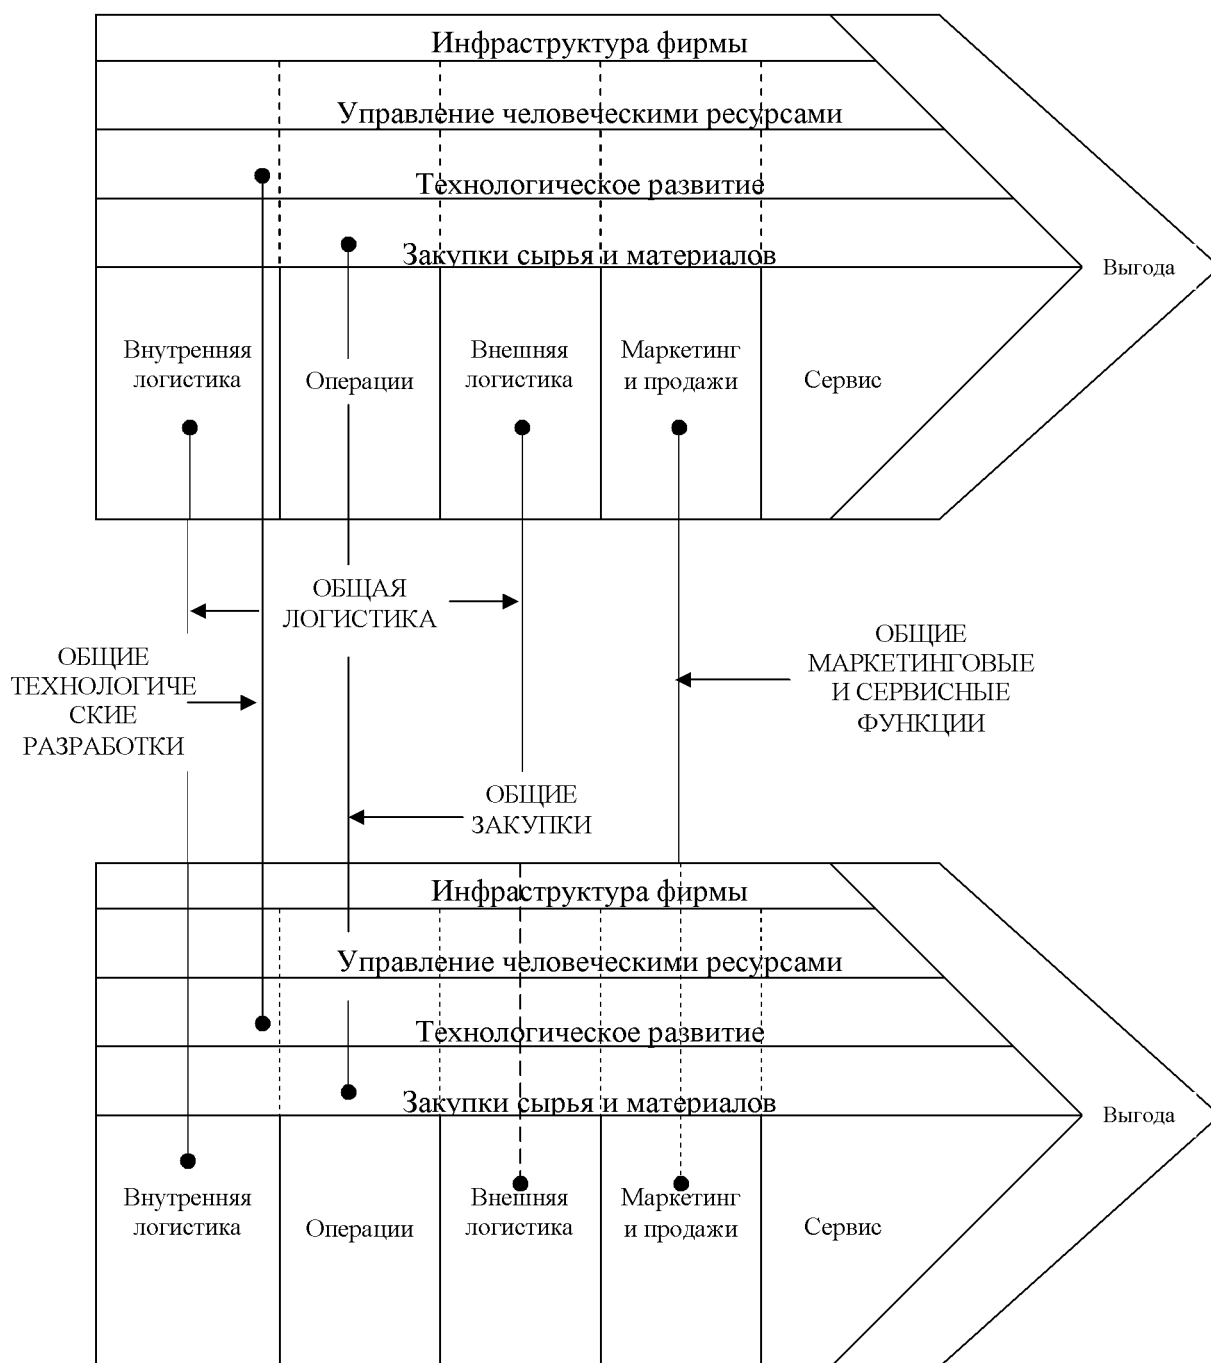 Инфраструктура фирмы
Управление человеческими ресурсами
Технологическое развитие
Закупки сырья и материалов
Выгода
Внутренняя
логистика
Операции
Внешняя
логистика
Маркетинг
и продажи
Сервис
ОБЩАЯ
ЛОГИСТИКА
ОБЩИЕ
ТЕХНОЛОГИЧЕ
СКИЕ
РАЗРАБОТКИ
ОБЩИЕ
МАРКЕТИНГОВЫЕ
И СЕРВИСНЫЕ
ФУНКЦИИ
ОБЩИЕ
ЗАКУПКИ
Инфраструктура фирмы
Управление человеческими ресурсами
Технологическое развитие
Закупки сырья и материалов
Выгода
Внутренняя
логистика
Операции
Внешняя
логистика
Маркетинг
и продажи
Сервис